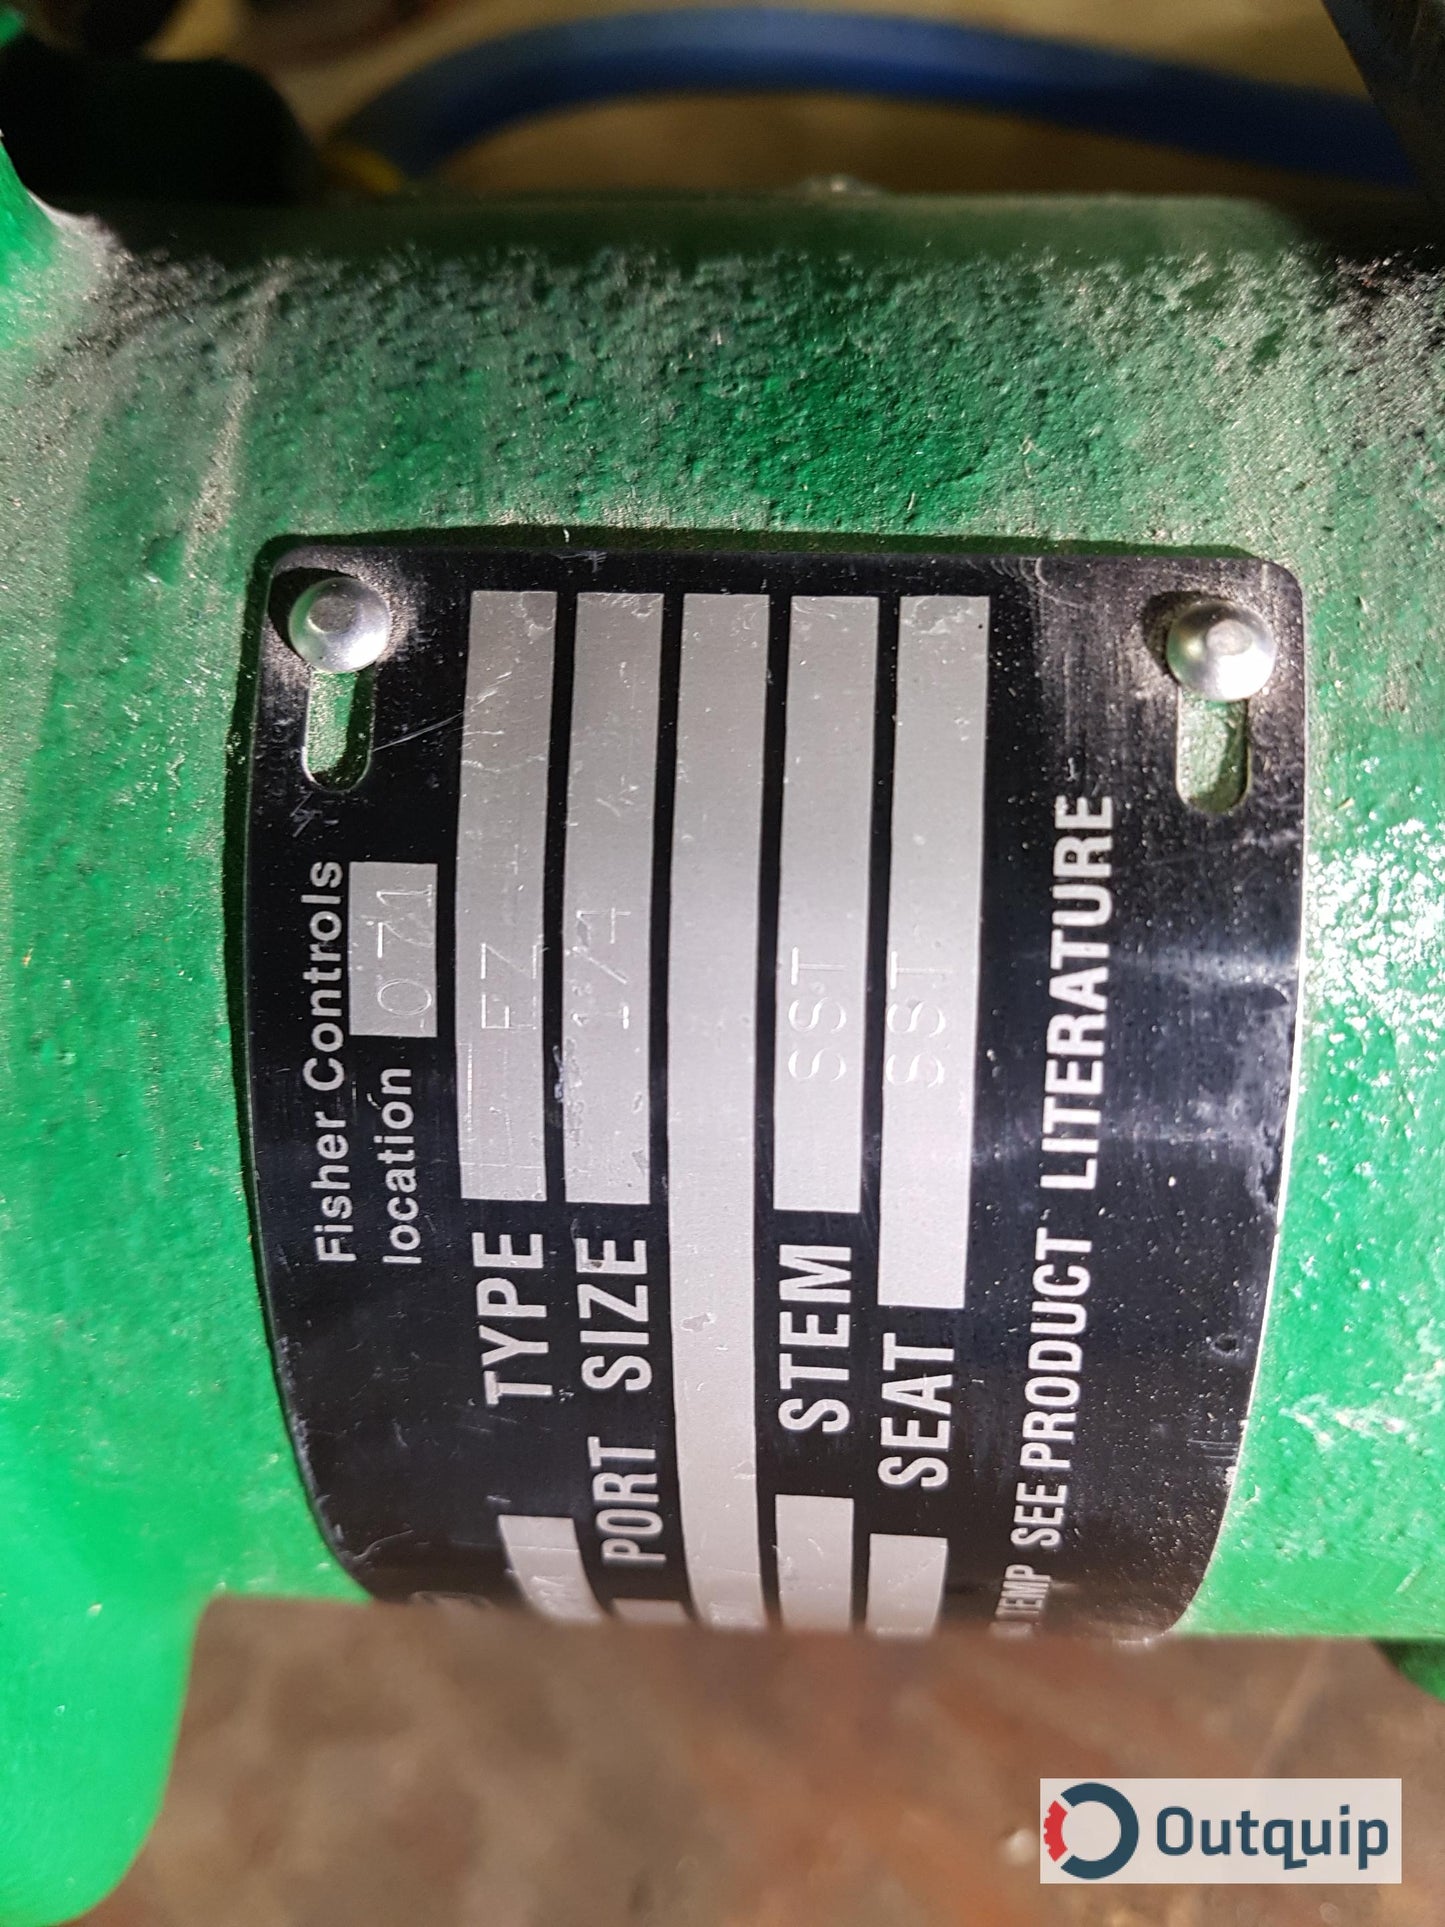 Fisher Controls
location 071
TYPE EZ
PORT SIZE 1/4
STEM SST
SEAT SST
TEMP SEE PRODUCT LITERATURE
Outquip